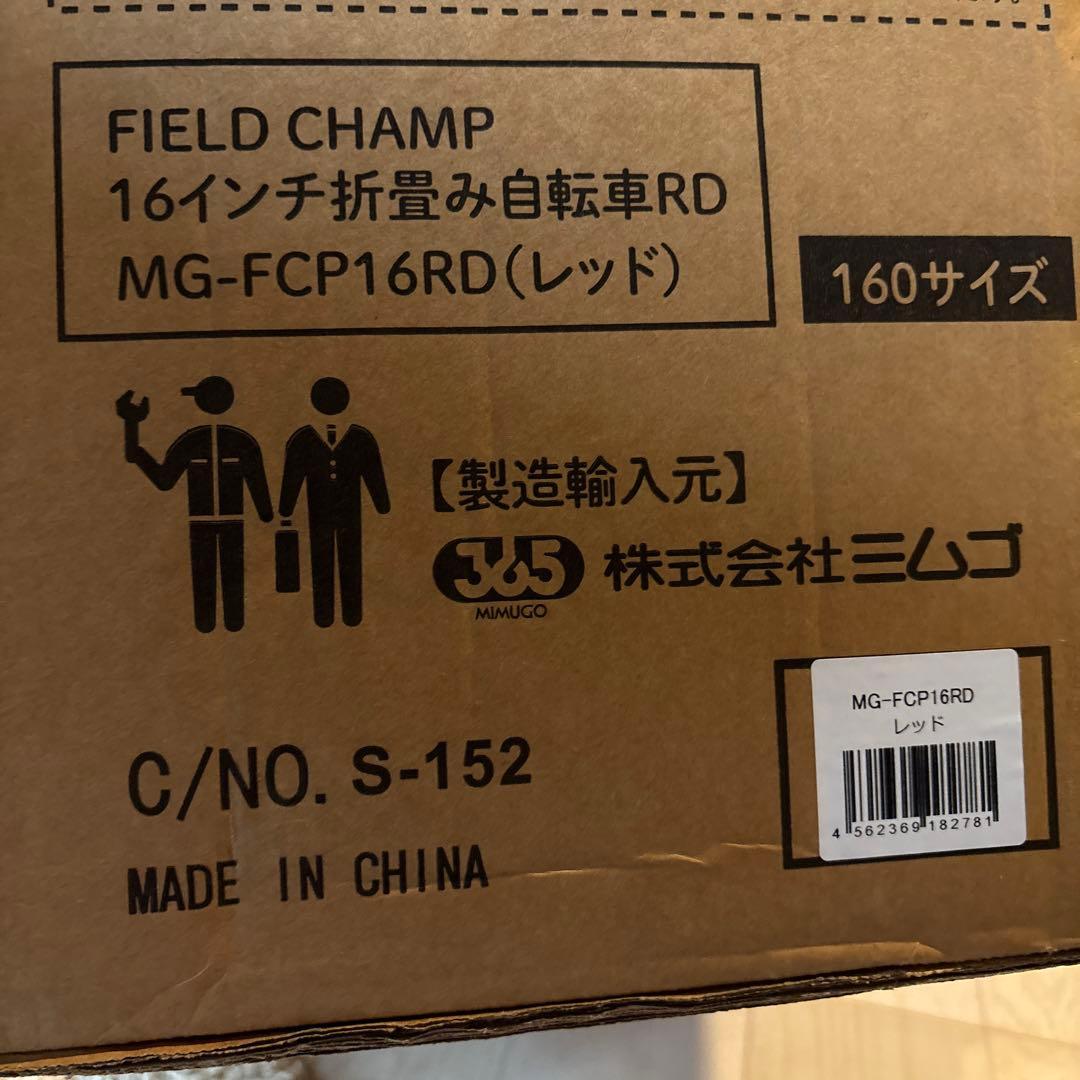 FIELD CHAMP
16インチ折畳み自転車RD
MG-FCP16RD(レッド)
160サイズ
【製造輸入元】
365
MIMUGO
株式会社ミムゴ
MG-FCP16RD
レッド
4 562369 182781
C/NO. S-152
MADE IN CHINA